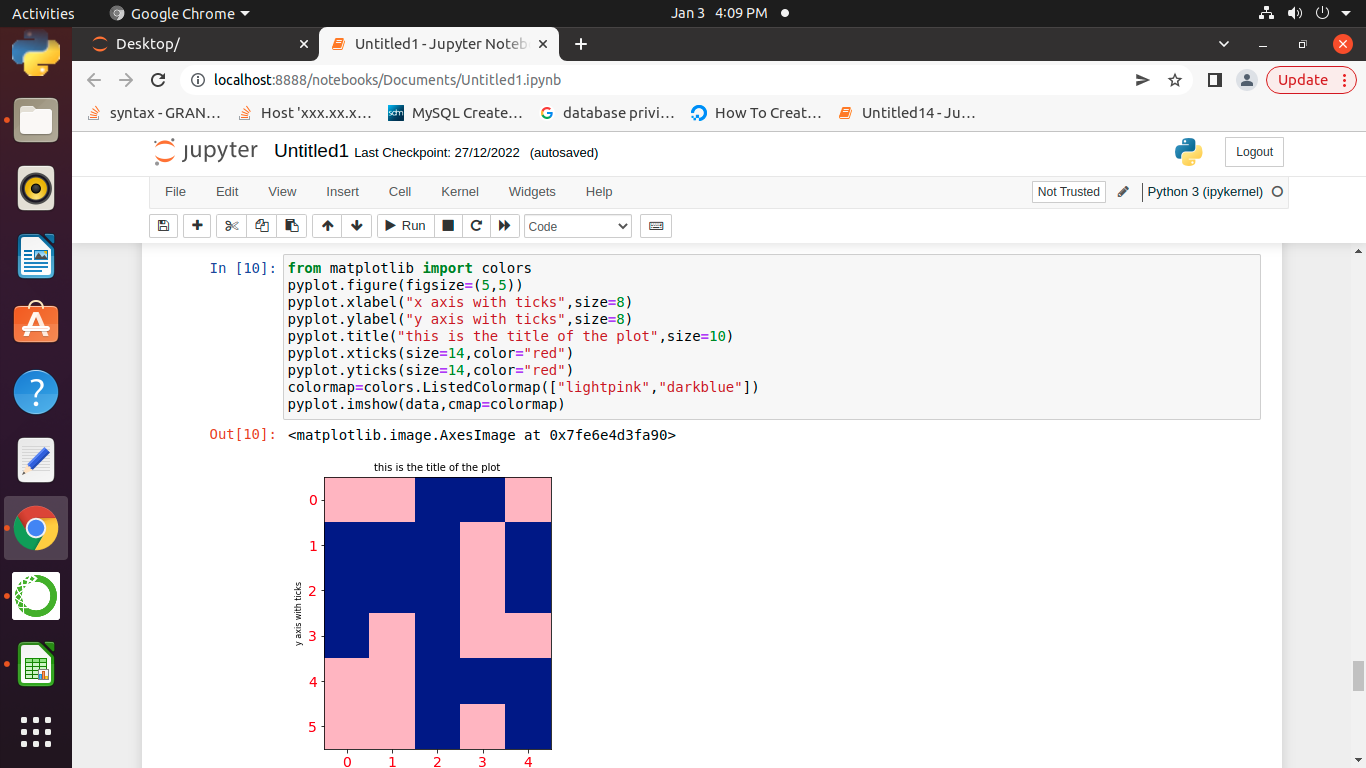 Activities
Google Chrome
Jan 3 4:09 PM
Desktop/
Untitled1 - Jupyter Noteb
localhost:8888/notebooks/Documents/Untitled1.ipynb
Update
syntax - GRAN...
Host 'xxx.xx.x...
MySQL Create...
database privi...
How To Creat...
Untitled14 - Ju...
sdm
jupyter
Untitled1 Last Checkpoint: 27/12/2022 (autosaved)
Logout
File Edit View Insert Cell Kernel Widgets Help
Not Trusted
Python 3 (ipykernel)
Run
Code
In [10]:
from matplotlib import colors
pyplot.figure(figsize=(5,5))
pyplot.xlabel("x axis with ticks",size=8)
pyplot.ylabel("y axis with ticks",size=8)
pyplot.title("this is the title of the plot",size=10)
pyplot.xticks(size=14,color="red")
pyplot.yticks(size=14,color="red")
colormap=colors.ListedColormap(["lightpink","darkblue"])
pyplot.imshow(data,cmap=colormap)
Out[10]:
<matplotlib.image.AxesImage at 0x7fe6e4d3fa90>
this is the title of the plot
0
1
2
3
4
5
y axis with ticks
0 1 2 3 4